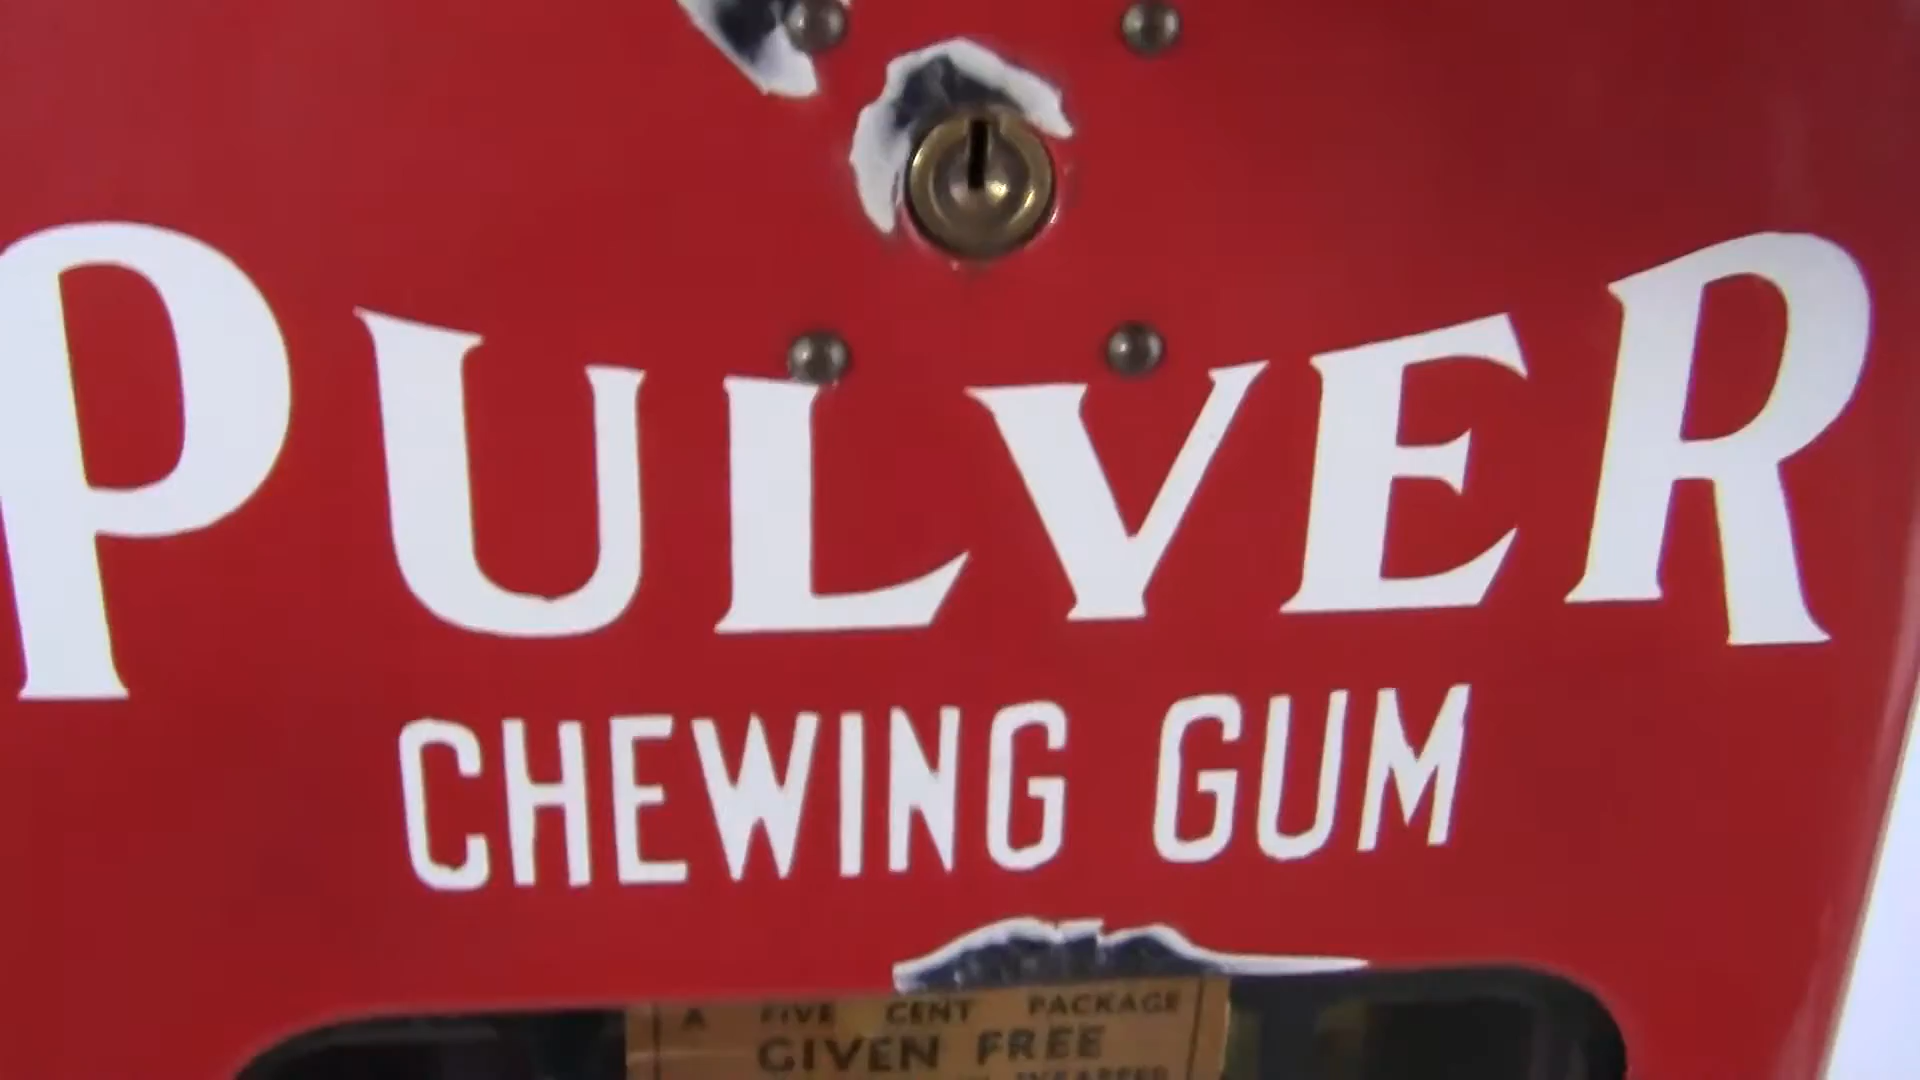 PULVER
CHEWING GUM
A FIVE CENT PACKAGE
GIVEN FREE